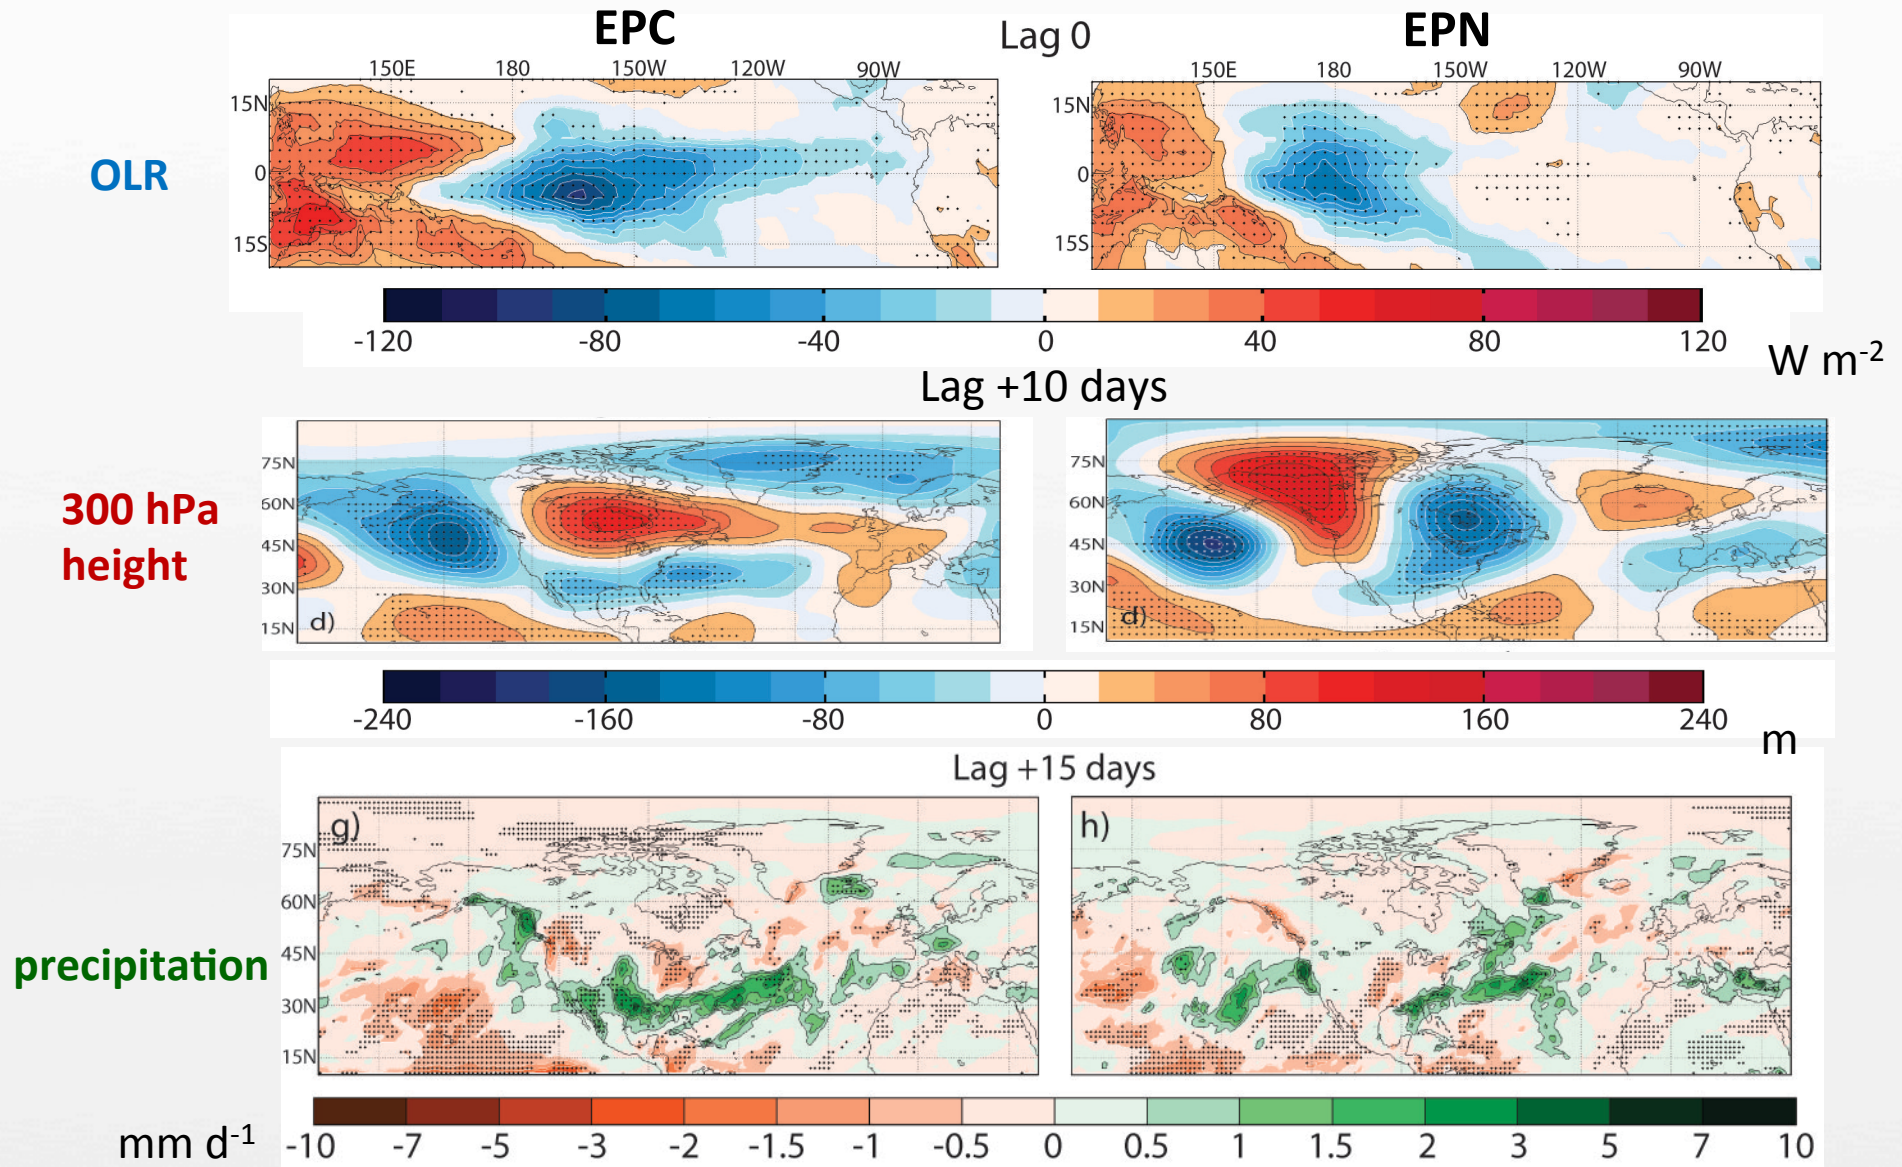 EPC
Lag 0
EPN
150E 180 150W 120W 90W
150E 180 150W 120W 90W
OLR
15N
0
15S
15N
0
15S
-120 -80 -40 0 40 80 120
W m-2
Lag +10 days
300 hPa
height
75N
60N
45N
30N
15N
d)
75N
60N
45N
30N
15N
d)
-240 -160 -80 0 80 160 240
m
Lag +15 days
precipitation
g)
75N
60N
45N
30N
15N
h)
mm d-1
-10 -7 -5 -3 -2 -1.5 -1 -0.5 0 0.5 1 1.5 2 3 5 7 10